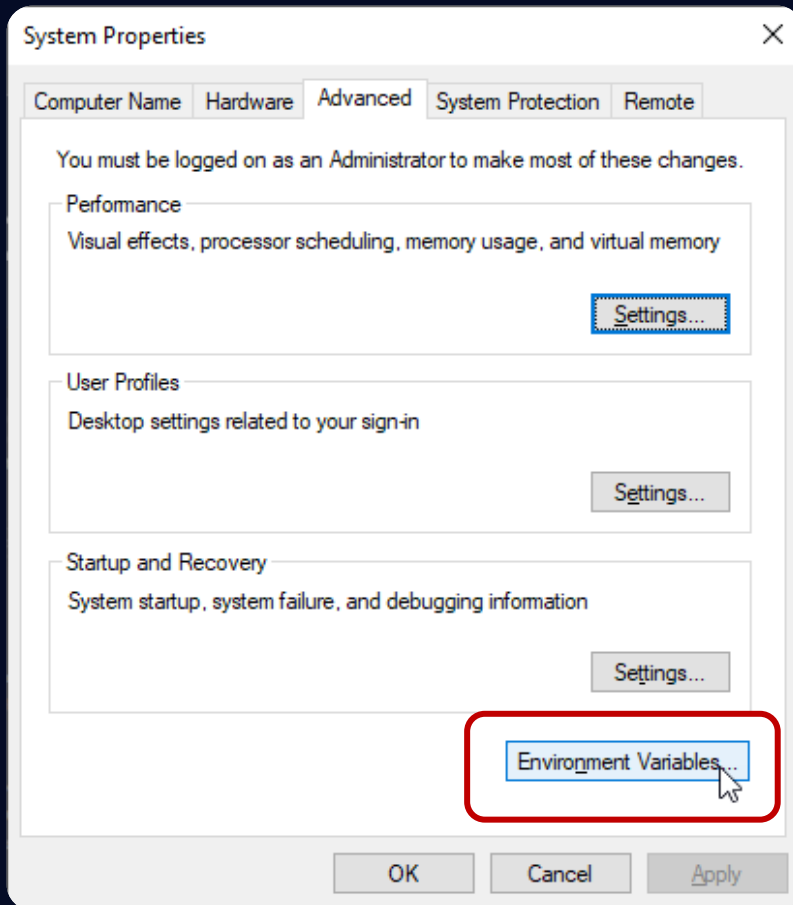 System Properties
Computer Name Hardware Advanced System Protection Remote
You must be logged on as an Administrator to make most of these changes.
Performance
Visual effects, processor scheduling, memory usage, and virtual memory
Settings...
User Profiles
Desktop settings related to your sign-in
Settings...
Startup and Recovery
System startup, system failure, and debugging information
Settings...
Environment Variables...
OK Cancel Apply